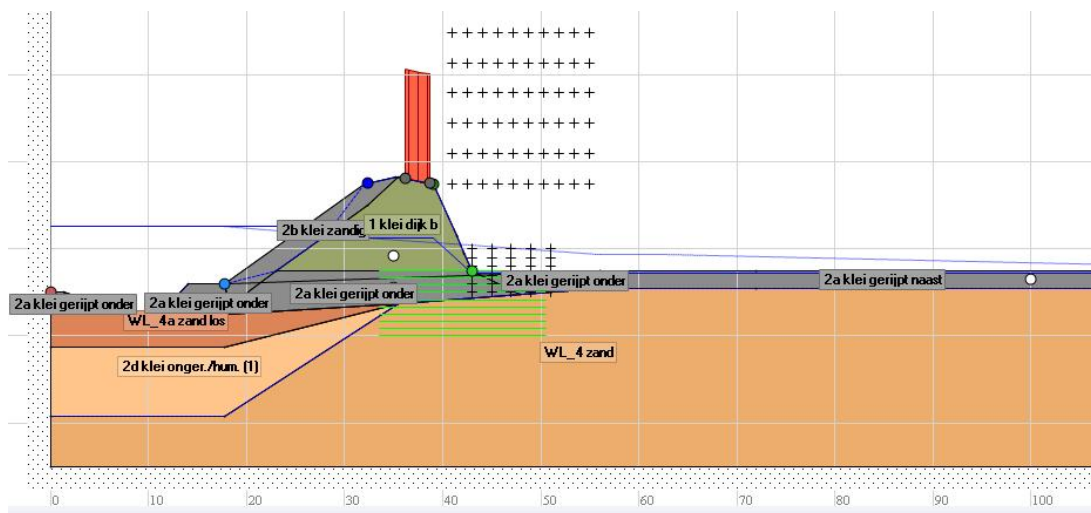 2b klei zandig
1 klei dijk b
2a klei gerijpt onder
2a klei gerijpt onder
2a klei gerijpt onder
2a klei gerijpt onder
2a klei gerijpt naast
WL_4a zand los
WL_4 zand
2d klei onger./hum. (1)
0 10 20 30 40 50 60 70 80 90 100